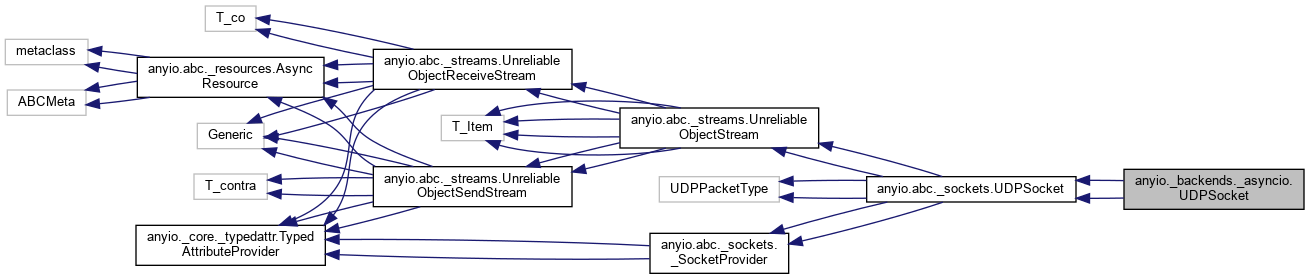 T_co
metaclass
anyio.abc._resources.Async
Resource
anyio.abc._streams.Unreliable
ObjectReceiveStream
ABCMeta
Generic
T_Item
anyio.abc._streams.Unreliable
ObjectStream
T_contra
anyio.abc._streams.Unreliable
ObjectSendStream
UDPPacketType
anyio.abc._sockets.UDPSocket
anyio._backends._asyncio.
UDPSocket
anyio._core._typedattr.Typed
AttributeProvider
anyio.abc._sockets.
_SocketProvider